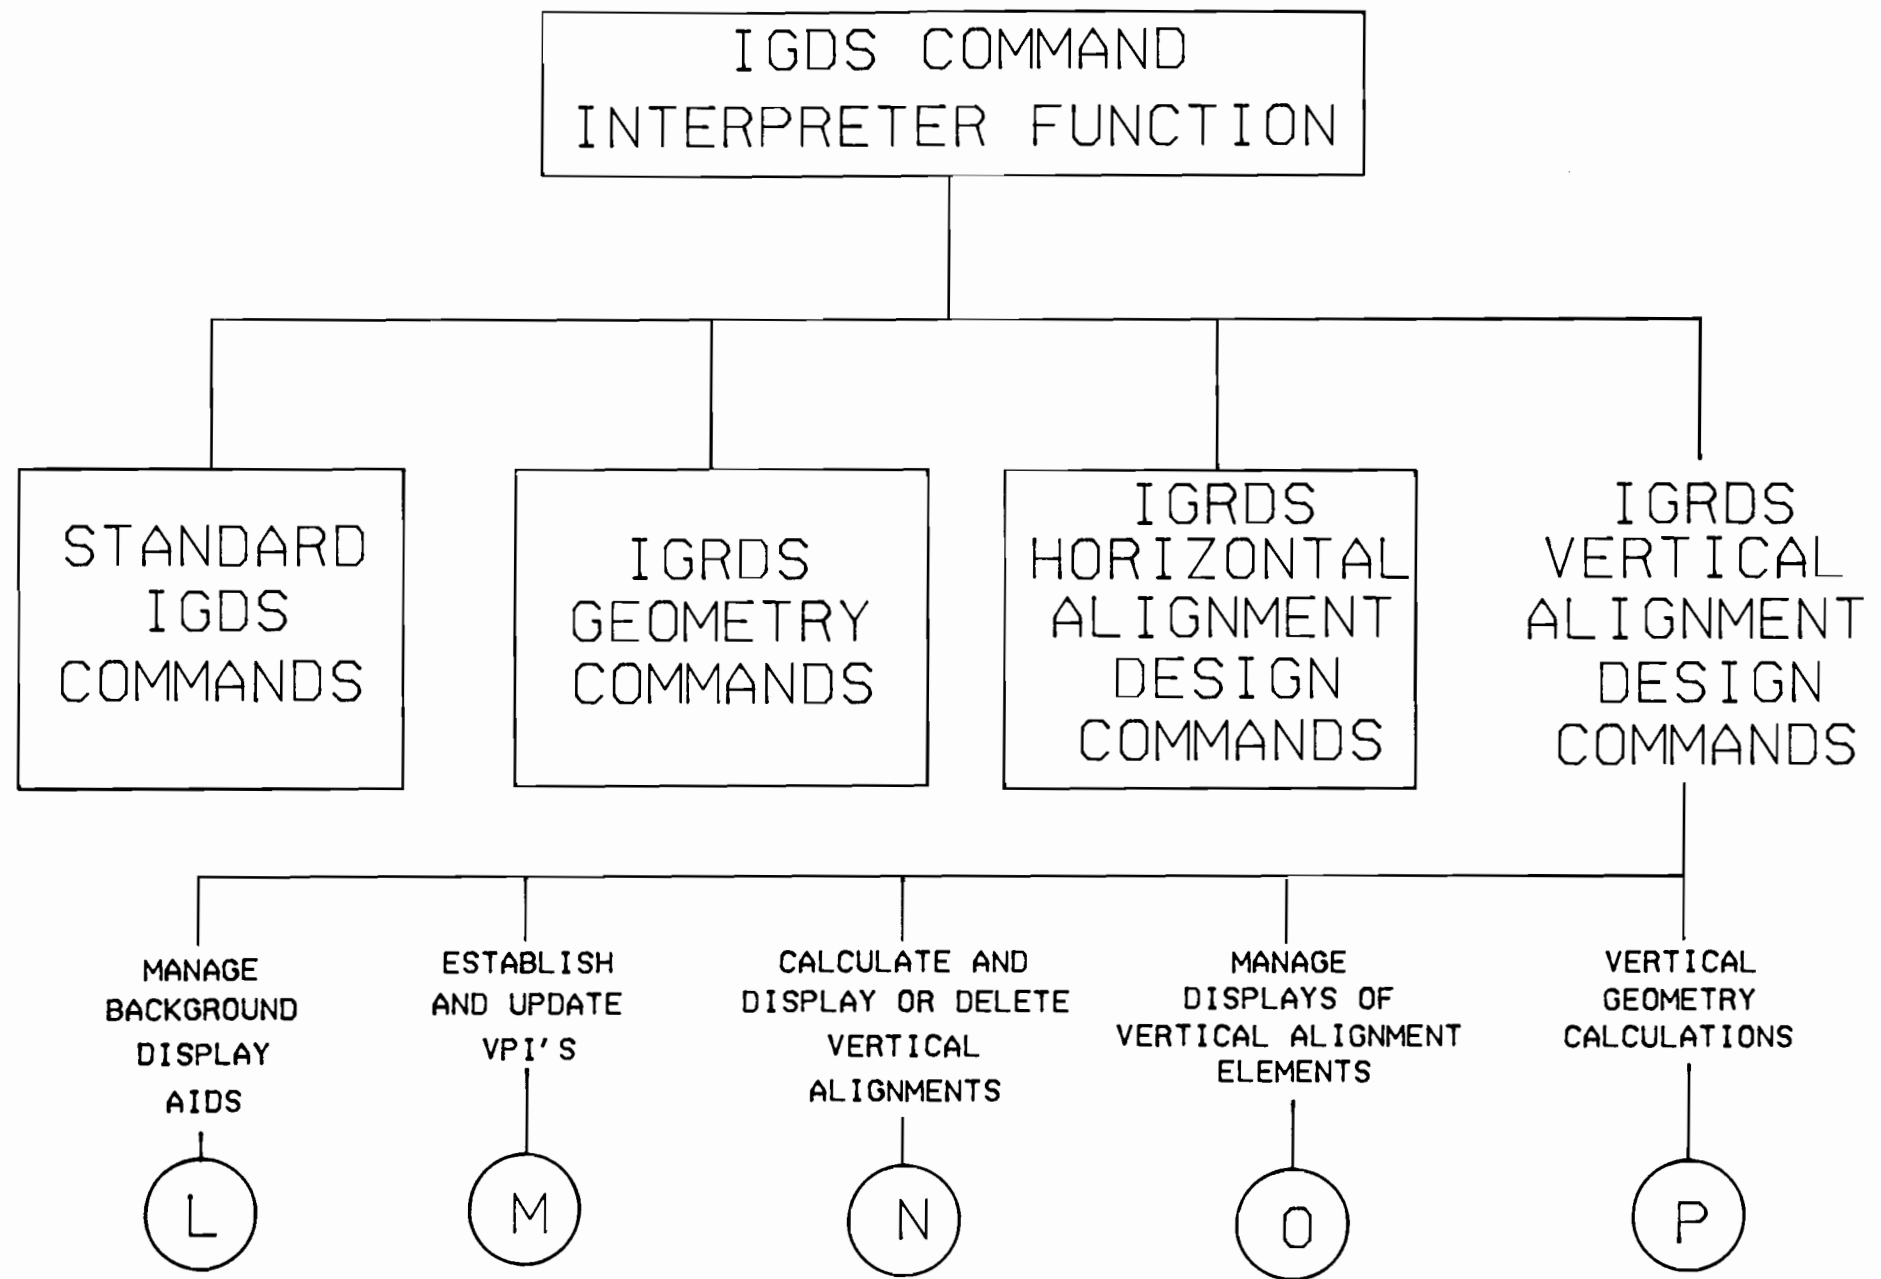 IGDS COMMAND
INTERPRETER FUNCTION
STANDARD
IGDS
COMMANDS
IGRDS
GEOMETRY
COMMANDS
IGRDS
HORIZONTAL
ALIGNMENT
DESIGN
COMMANDS
IGRDS
VERTICAL
ALIGNMENT
DESIGN
COMMANDS
MANAGE
BACKGROUND
DISPLAY
AIDS
L
ESTABLISH
AND UPDATE
VPI'S
M
CALCULATE AND
DISPLAY OR DELETE
VERTICAL
ALIGNMENTS
N
MANAGE
DISPLAYS OF
VERTICAL ALIGNMENT
ELEMENTS
O
VERTICAL
GEOMETRY
CALCULATIONS
P